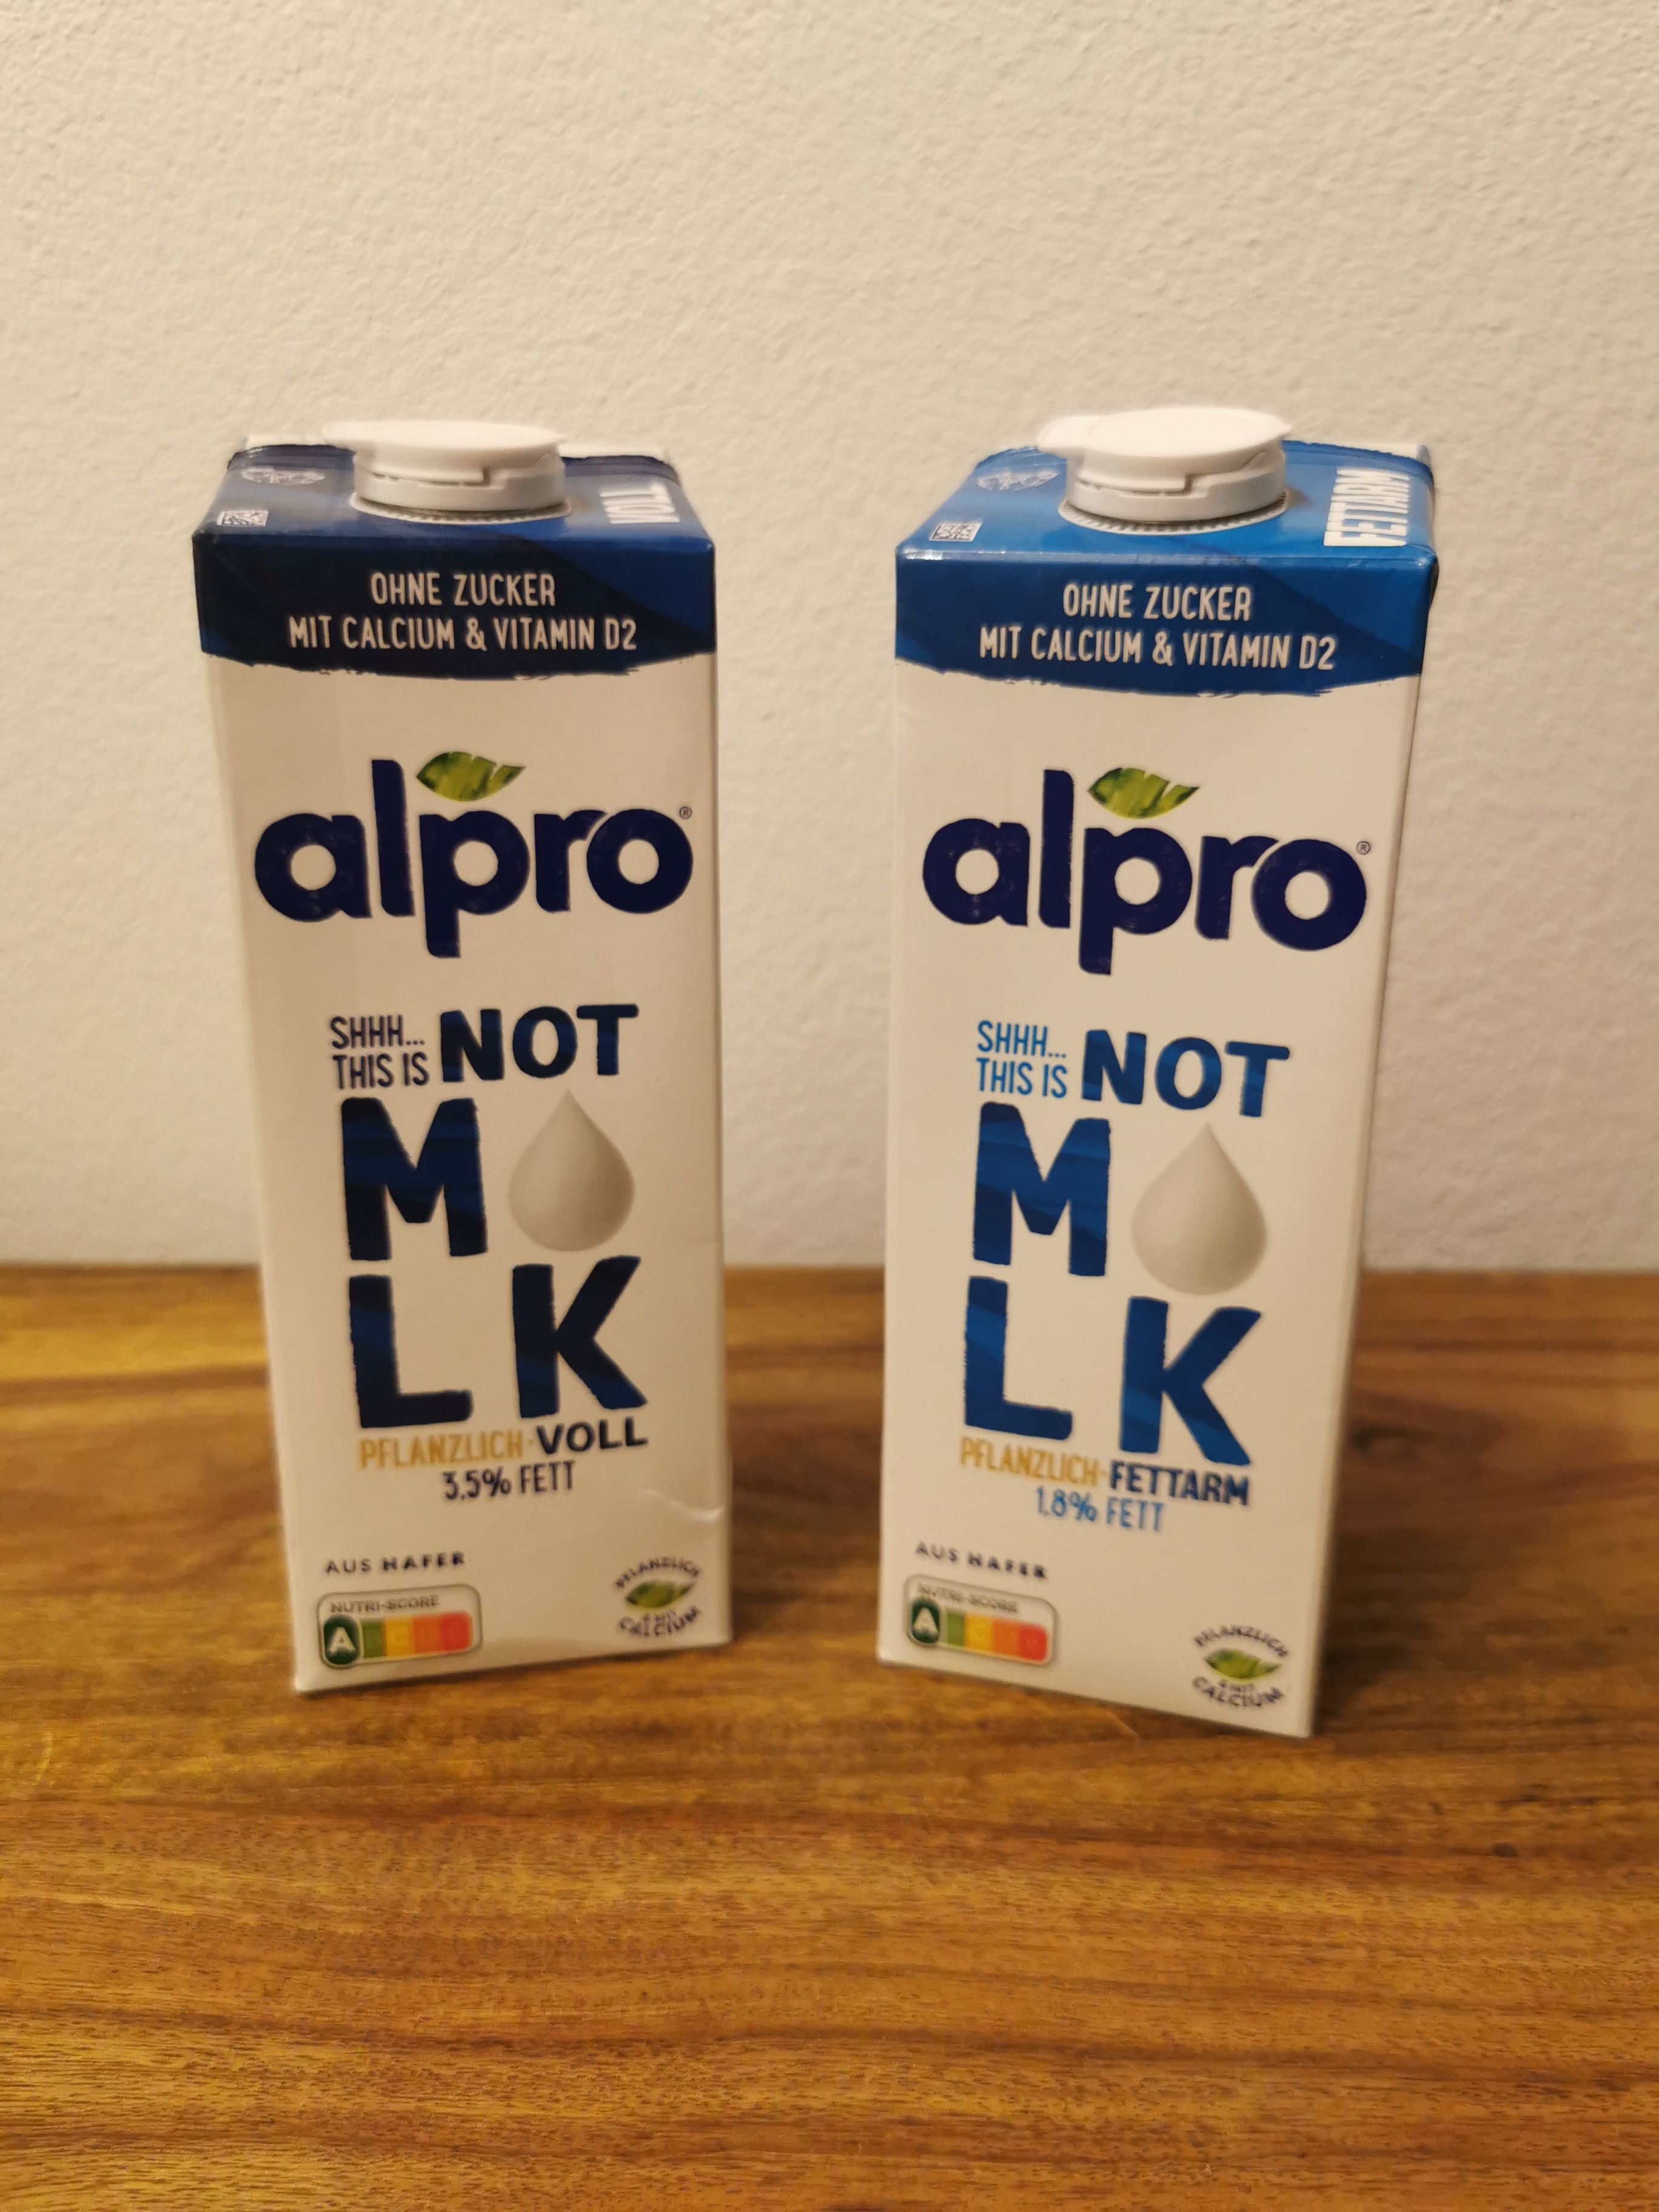 VOLL
OHNE ZUCKER
MIT CALCIUM & VITAMIN D2
alpro®
SHHH...
THIS IS NOT
M
LK
PFLANZLICH·VOLL
3,5% FETT
AUS HAFER
NUTRI-SCORE
A
PFLANZLICH
& MIT
CALCIUM
FETTARM
OHNE ZUCKER
MIT CALCIUM & VITAMIN D2
alpro®
SHHH...
THIS IS NOT
M
LK
PFLANZLICH·FETTARM
1.8% FETT
AUS HAFER
NUTRI-SCORE
A
PFLANZLICH
& MIT
CALCIUM